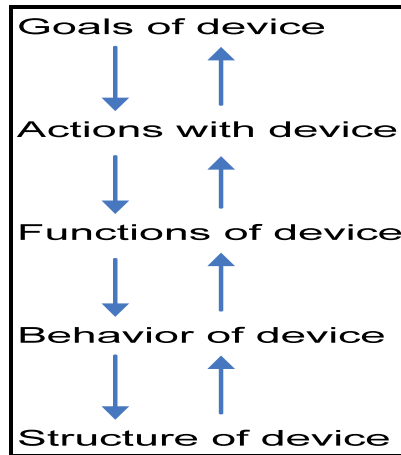 Goals of device
Actions with device
Functions of device
Behavior of device
Structure of device